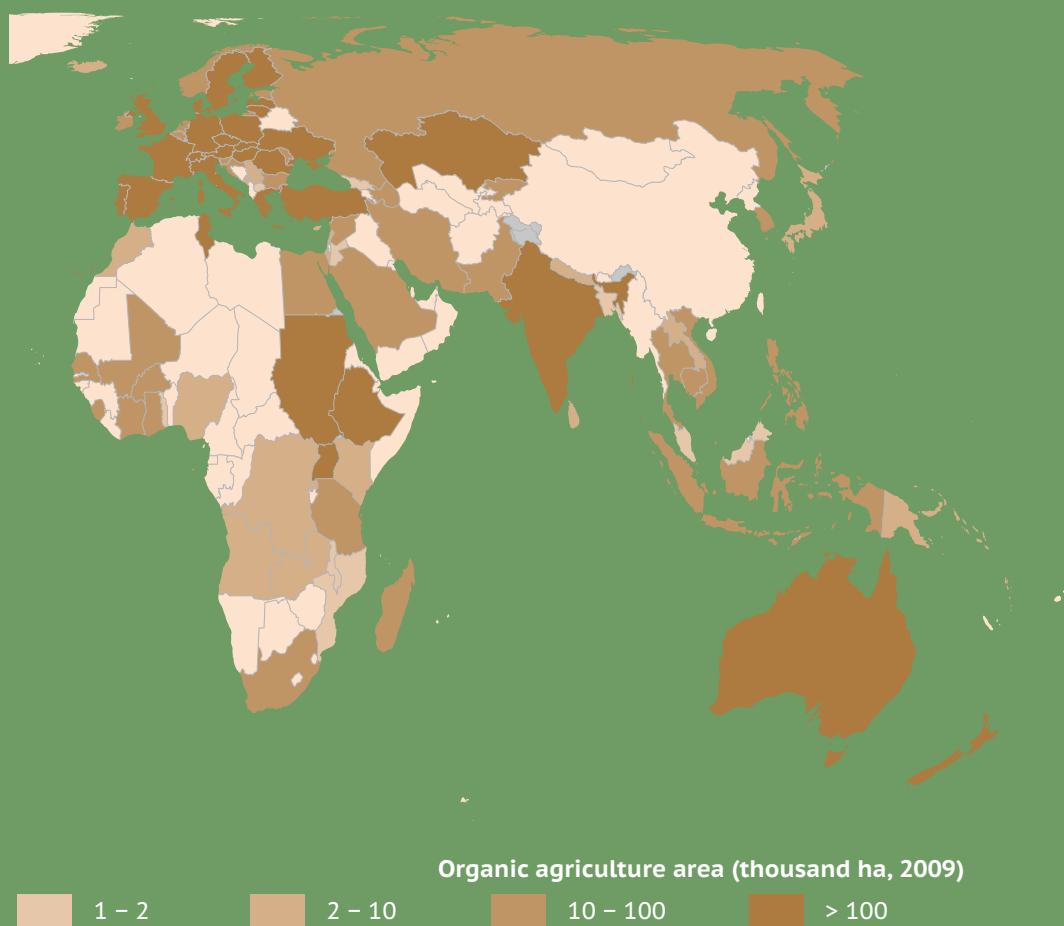 Organic agriculture area (thousand ha, 2009)
1 – 2 2 – 10 10 – 100 > 100